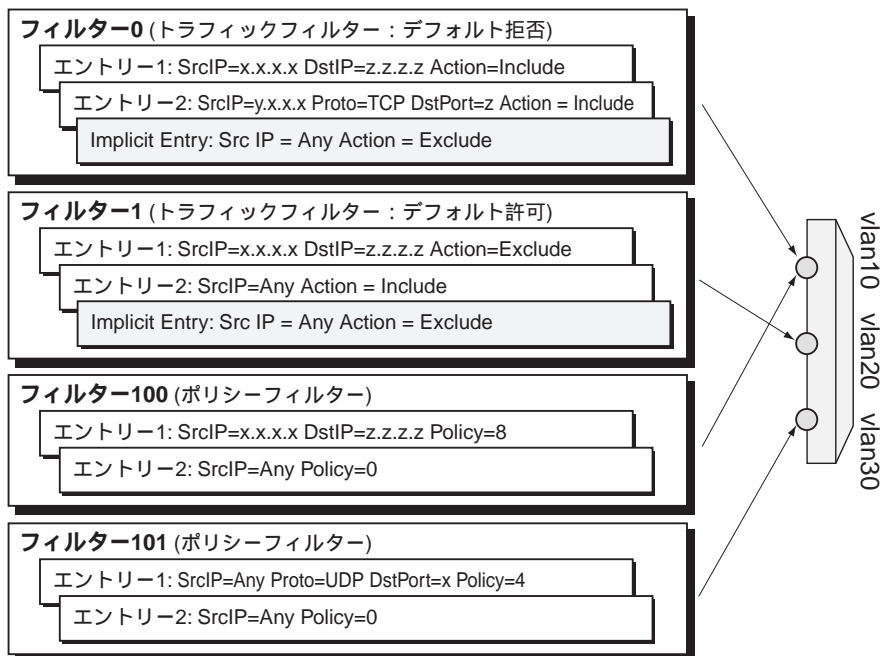 フィルター0 (トラフィックフィルター：デフォルト拒否)
エントリー1: SrcIP=x.x.x.x DstIP=z.z.z.z Action=Include
エントリー2: SrcIP=y.x.x.x Proto=TCP DstPort=z Action = Include
Implicit Entry: Src IP = Any Action = Exclude
フィルター1 (トラフィックフィルター：デフォルト許可)
エントリー1: SrcIP=x.x.x.x DstIP=z.z.z.z Action=Exclude
エントリー2: SrcIP=Any Action = Include
Implicit Entry: Src IP = Any Action = Exclude
フィルター100 (ポリシーフィルター)
エントリー1: SrcIP=x.x.x.x DstIP=z.z.z.z Policy=8
エントリー2: SrcIP=Any Policy=0
フィルター101 (ポリシーフィルター)
エントリー1: SrcIP=Any Proto=UDP DstPort=x Policy=4
エントリー2: SrcIP=Any Policy=0
vlan10 vlan20 vlan30